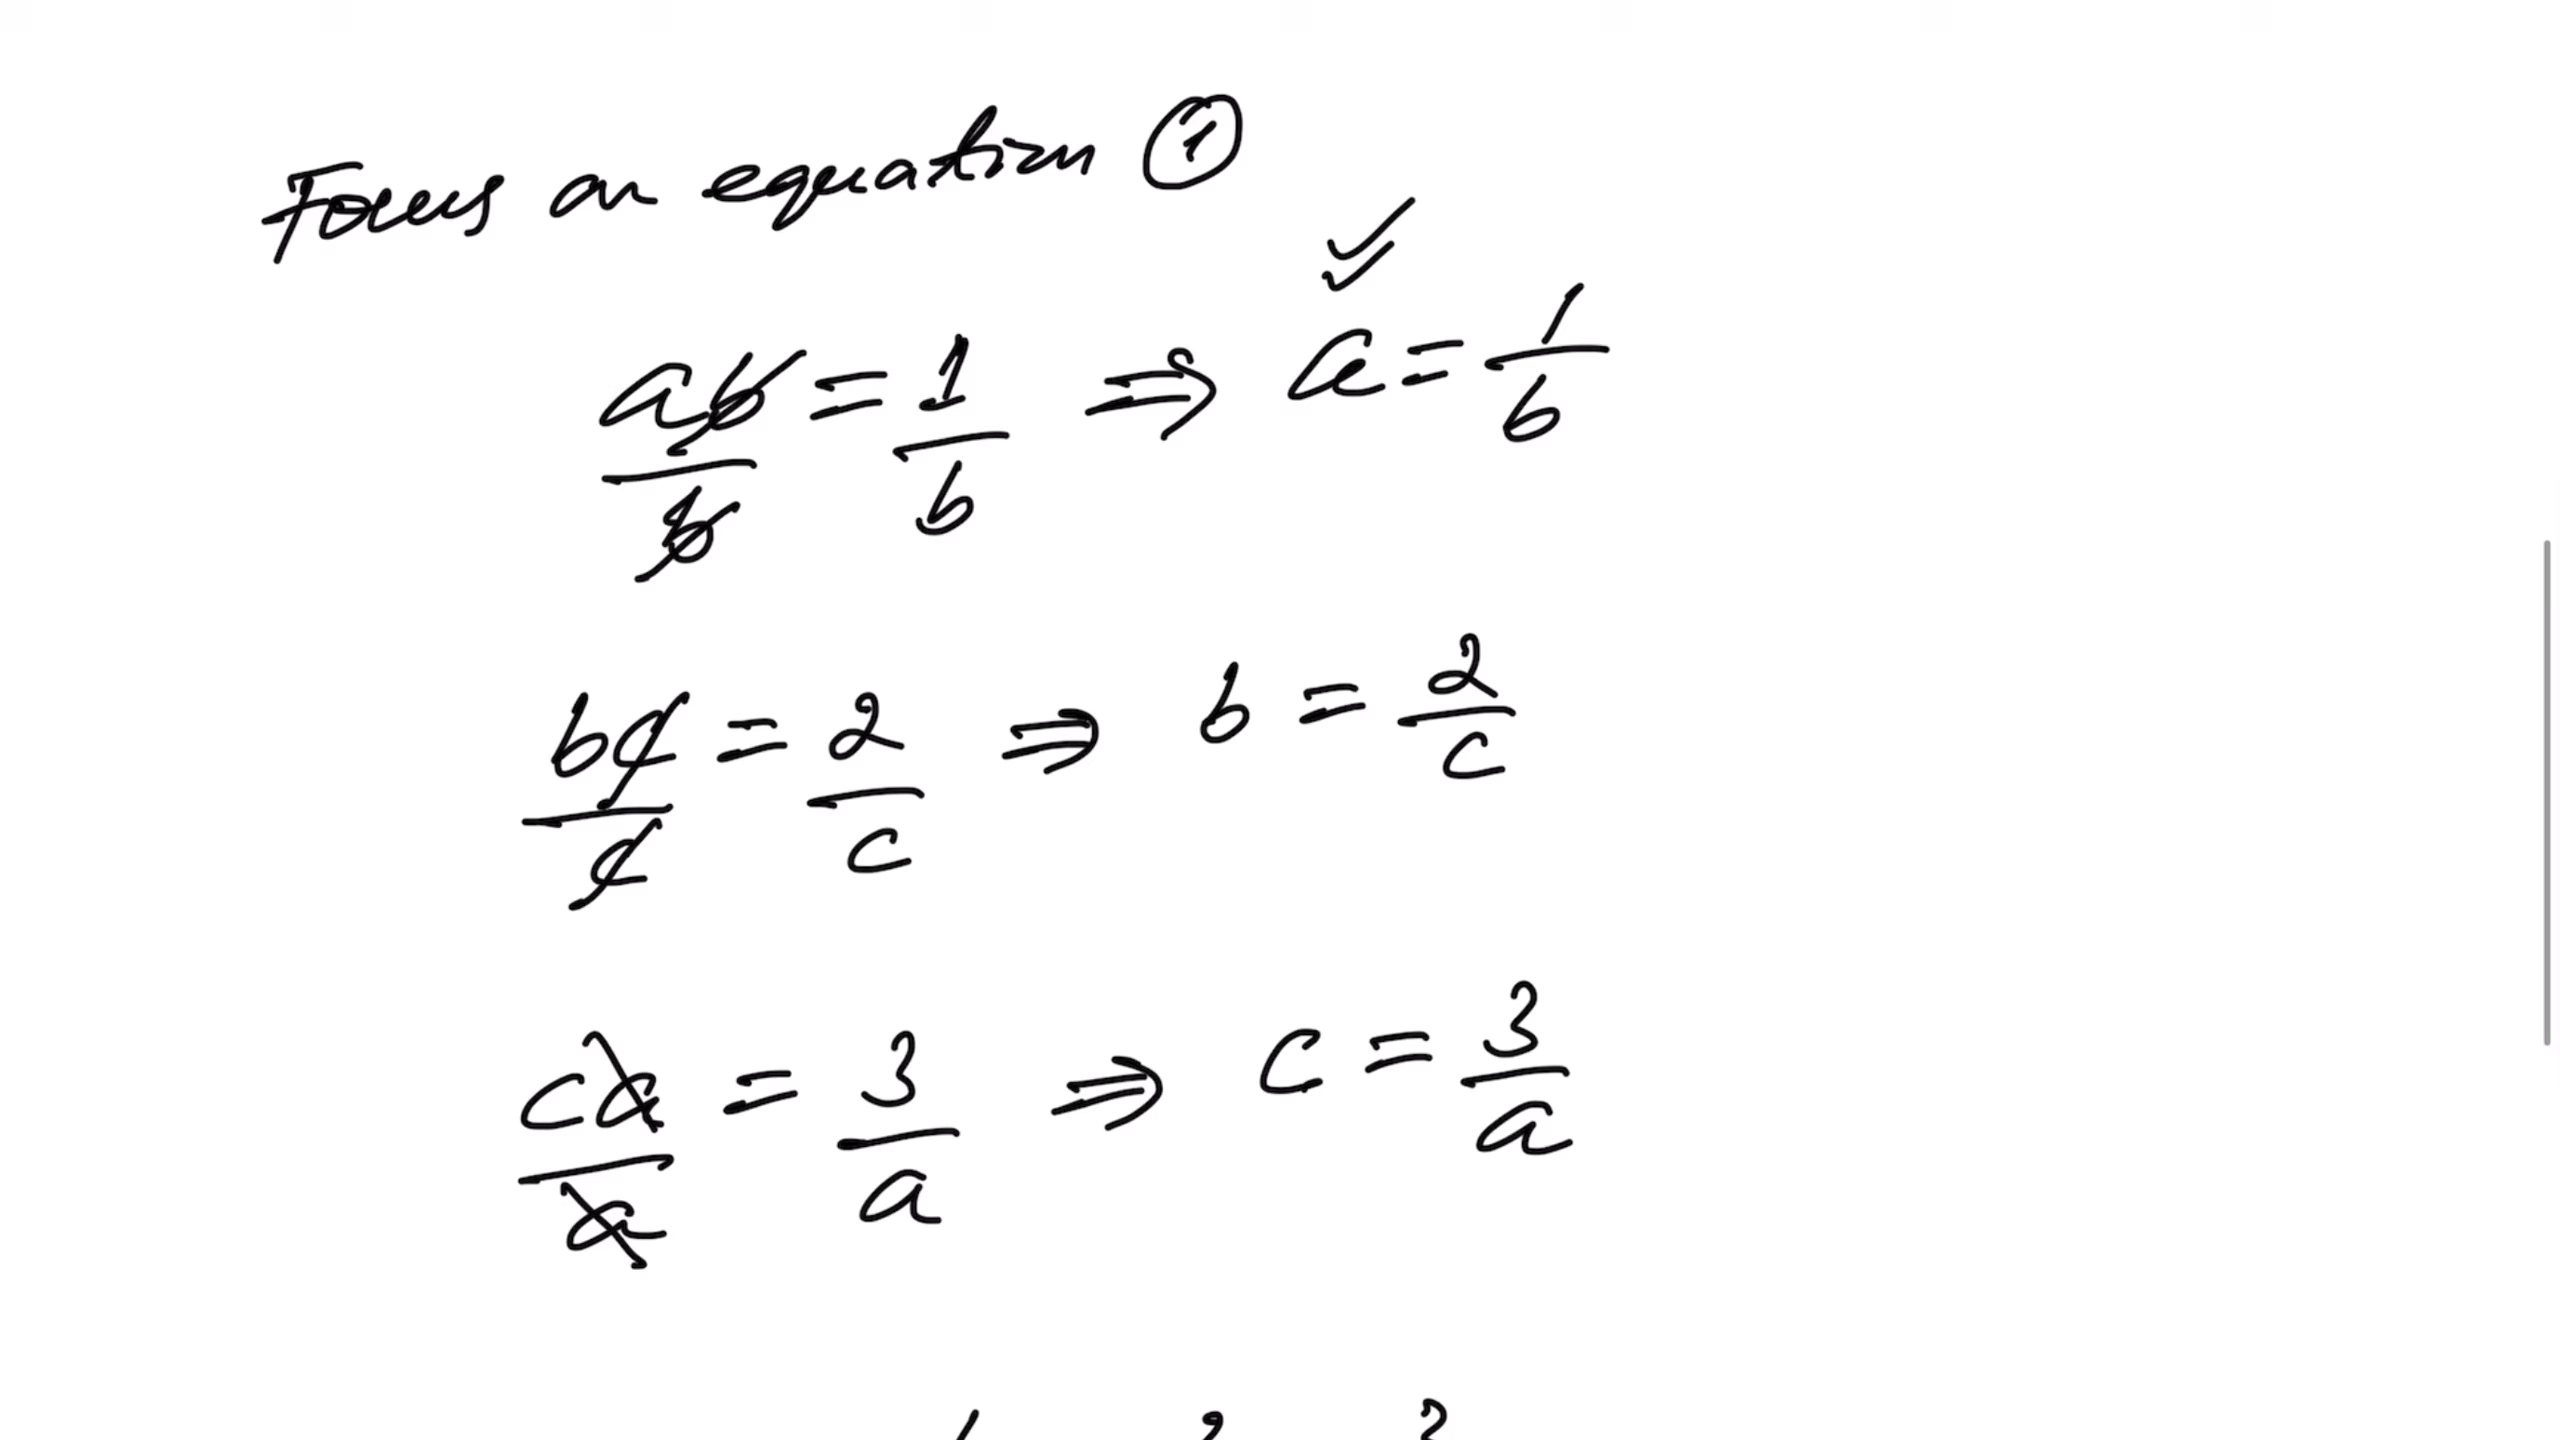 Focus on equation ①
ab/b = 1/b ⇒ a = 1/b
bc/c = 2/c ⇒ b = 2/c
ca/a = 3/a ⇒ c = 3/a